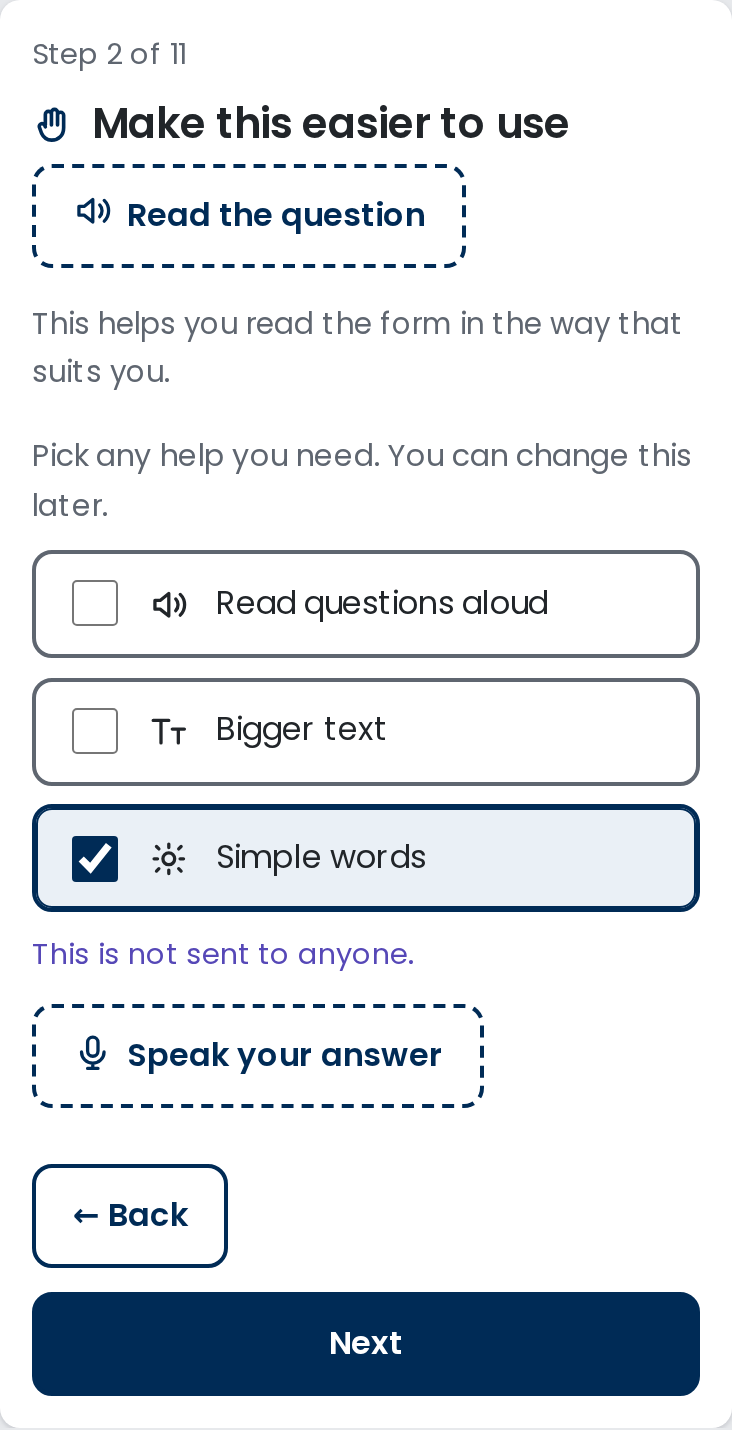 Step 2 of 11
Make this easier to use
Read the question
This helps you read the form in the way that
suits you.
Pick any help you need. You can change this
later.
Read questions aloud
Bigger text
Simple words
This is not sent to anyone.
Speak your answer
← Back
Next